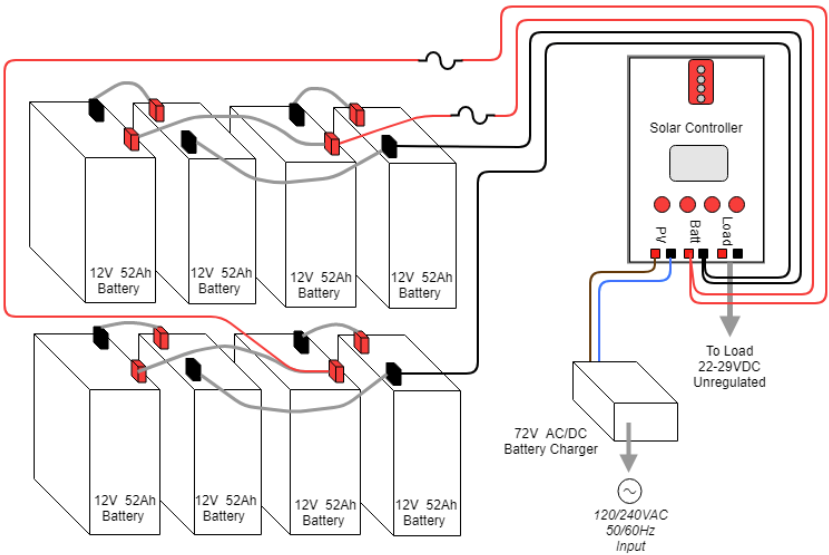 Solar Controller
PV
Batt
Load
12V 52Ah
Battery
12V 52Ah
Battery
12V 52Ah
Battery
12V 52Ah
Battery
To Load
22-29VDC
Unregulated
72V AC/DC
Battery Charger
12V 52Ah
Battery
12V 52Ah
Battery
12V 52Ah
Battery
12V 52Ah
Battery
120/240VAC
50/60Hz
Input